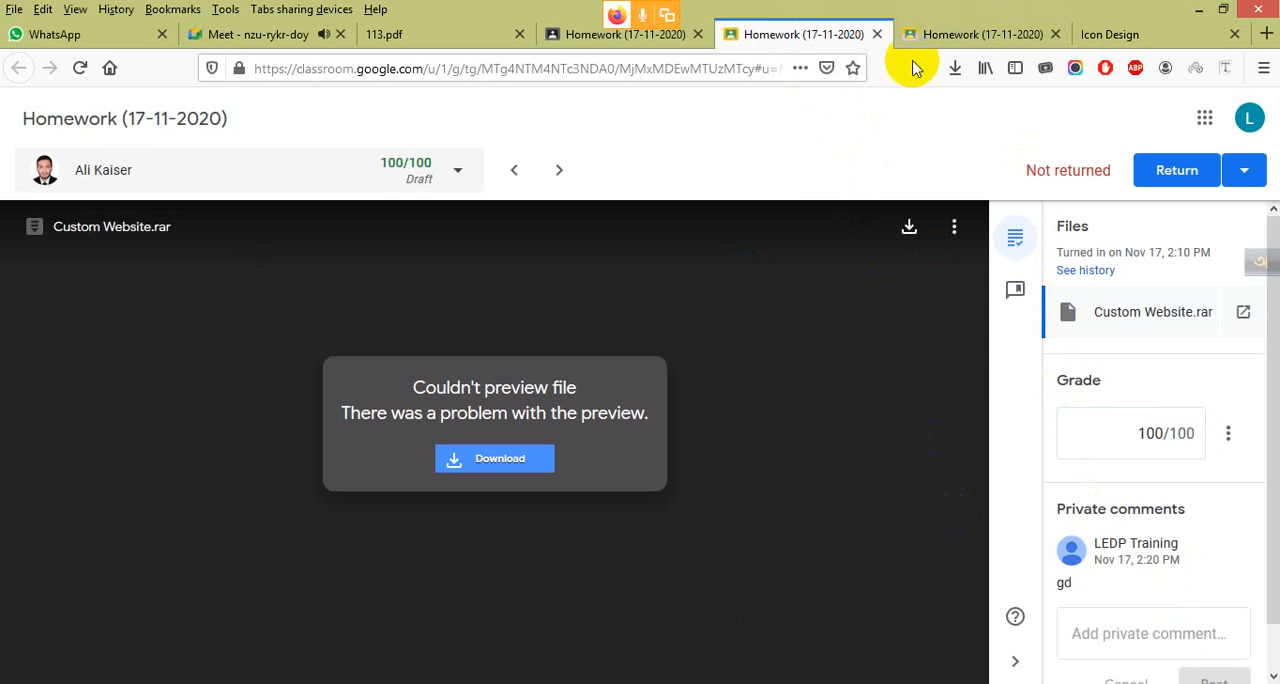 File Edit View History Bookmarks Tools Tabs sharing devices Help
WhatsApp
Meet - nzu-rykr-doy
113.pdf
Homework (17-11-2020)
Homework (17-11-2020)
Homework (17-11-2020)
Icon Design
https://classroom.google.com/u/1/g/tg/MTg4NTM4NTc3NDA0/MjMxMDEwMTUzMTcy#u=
ABP
Homework (17-11-2020)
L
Ali Kaiser
100/100
Draft
Not returned
Return
Custom Website.rar
Couldn't preview file
There was a problem with the preview.
Download
Files
Turned in on Nov 17, 2:10 PM
See history
Custom Website.rar
Grade
100/100
Private comments
LEDP Training
Nov 17, 2:20 PM
gd
Add private comment...
Cancel
Post